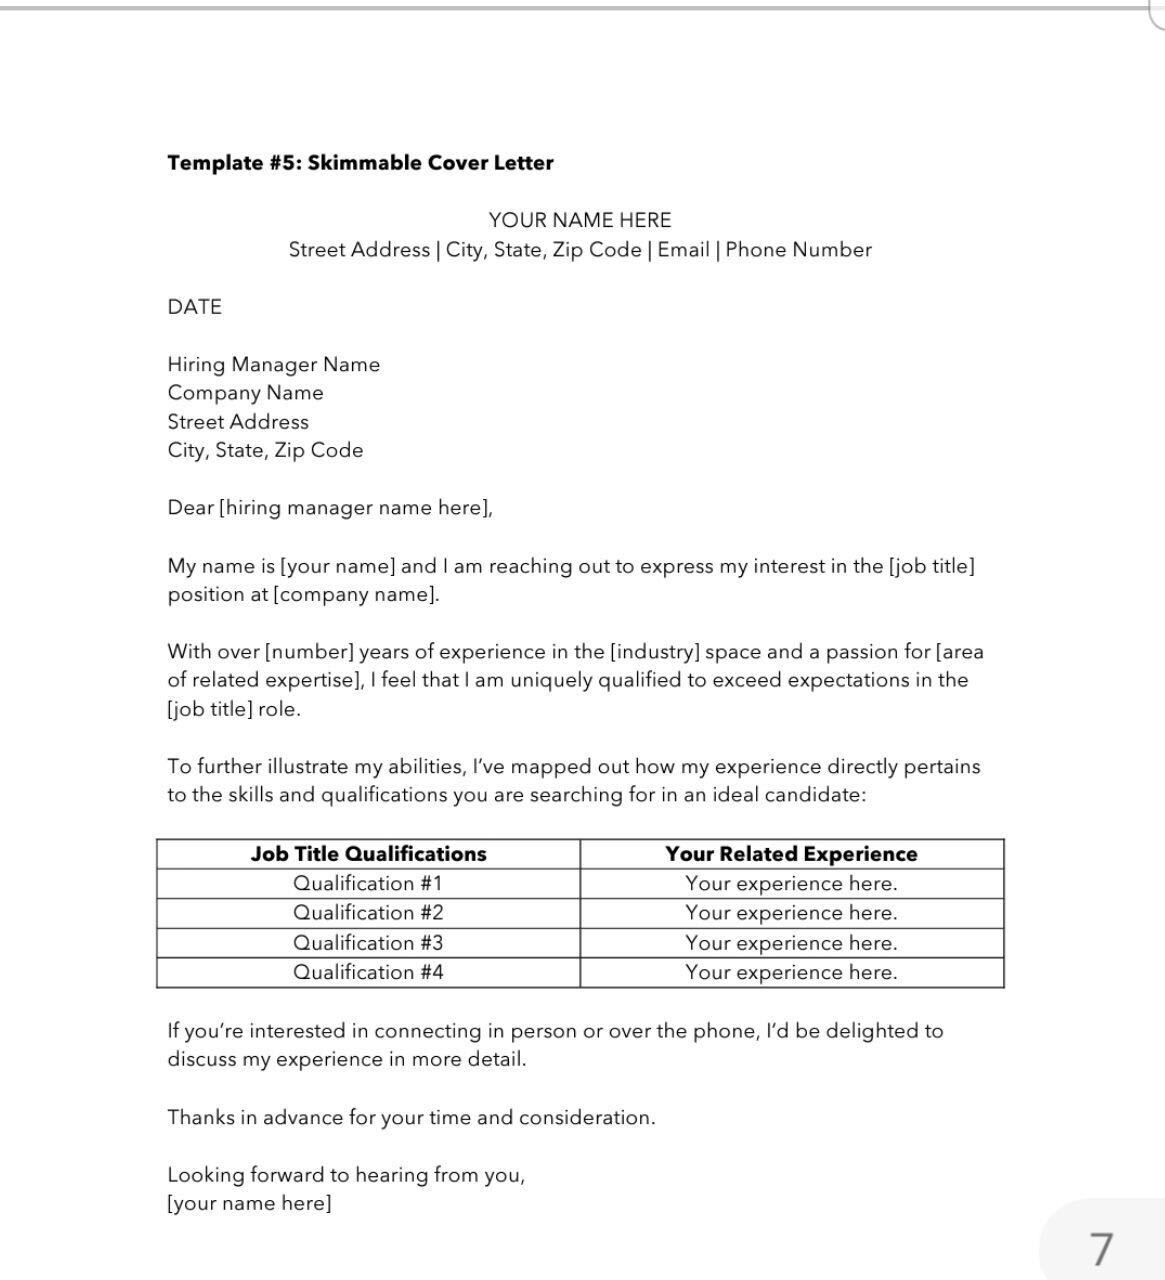 Template #5: Skimmable Cover Letter
YOUR NAME HERE
Street Address | City, State, Zip Code | Email | Phone Number
DATE
Hiring Manager Name
Company Name
Street Address
City, State, Zip Code
Dear [hiring manager name here],
My name is [your name] and I am reaching out to express my interest in the [job title]
position at [company name].
With over [number] years of experience in the [industry] space and a passion for [area
of related expertise], I feel that I am uniquely qualified to exceed expectations in the
[job title] role.
To further illustrate my abilities, I’ve mapped out how my experience directly pertains
to the skills and qualifications you are searching for in an ideal candidate:
Job Title Qualifications Your Related Experience
Qualification #1 Your experience here.
Qualification #2 Your experience here.
Qualification #3 Your experience here.
Qualification #4 Your experience here.
If you’re interested in connecting in person or over the phone, I’d be delighted to
discuss my experience in more detail.
Thanks in advance for your time and consideration.
Looking forward to hearing from you,
[your name here]
7